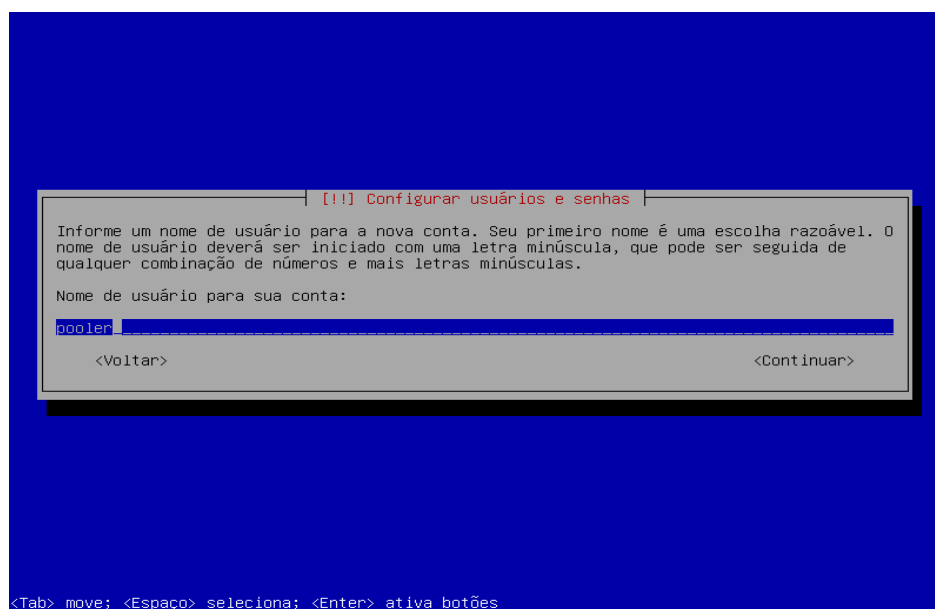 [!!] Configurar usuários e senhas
Informe um nome de usuário para a nova conta. Seu primeiro nome é uma escolha razoável. O
nome de usuário deverá ser iniciado com uma letra minúscula, que pode ser seguida de
qualquer combinação de números e mais letras minúsculas.
Nome de usuário para sua conta:
pooler
<Voltar> <Continuar>
<Tab> move; <Espaço> seleciona; <Enter> ativa botões